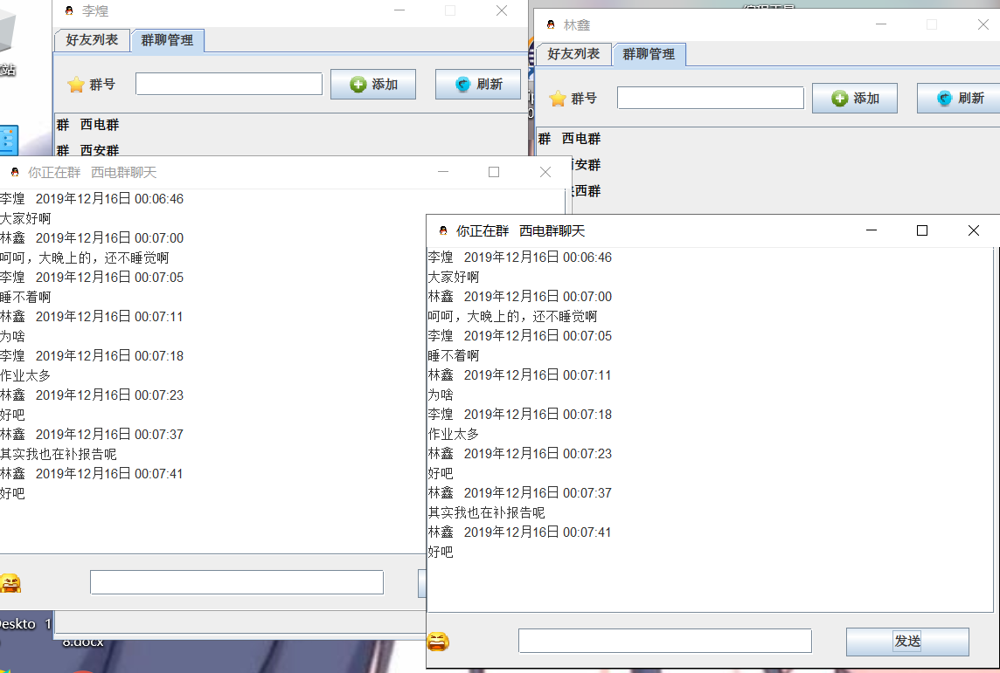 李煌
好友列表 群聊管理
群号 添加 刷新
群 西电群
群 西安群
林鑫
好友列表 群聊管理
群号 添加 刷新
群 西电群
安群
西群
站
你正在群 西电群聊天
李煌 2019年12月16日 00:06:46
大家好啊
林鑫 2019年12月16日 00:07:00
呵呵，大晚上的，还不睡觉啊
李煌 2019年12月16日 00:07:05
睡不着啊
林鑫 2019年12月16日 00:07:11
为啥
李煌 2019年12月16日 00:07:18
作业太多
林鑫 2019年12月16日 00:07:23
好吧
林鑫 2019年12月16日 00:07:37
其实我也在补报告呢
林鑫 2019年12月16日 00:07:41
好吧
你正在群 西电群聊天
李煌 2019年12月16日 00:06:46
大家好啊
林鑫 2019年12月16日 00:07:00
呵呵，大晚上的，还不睡觉啊
李煌 2019年12月16日 00:07:05
睡不着啊
林鑫 2019年12月16日 00:07:11
为啥
李煌 2019年12月16日 00:07:18
作业太多
林鑫 2019年12月16日 00:07:23
好吧
林鑫 2019年12月16日 00:07:37
其实我也在补报告呢
林鑫 2019年12月16日 00:07:41
好吧
发送
eskto 1
8.docx